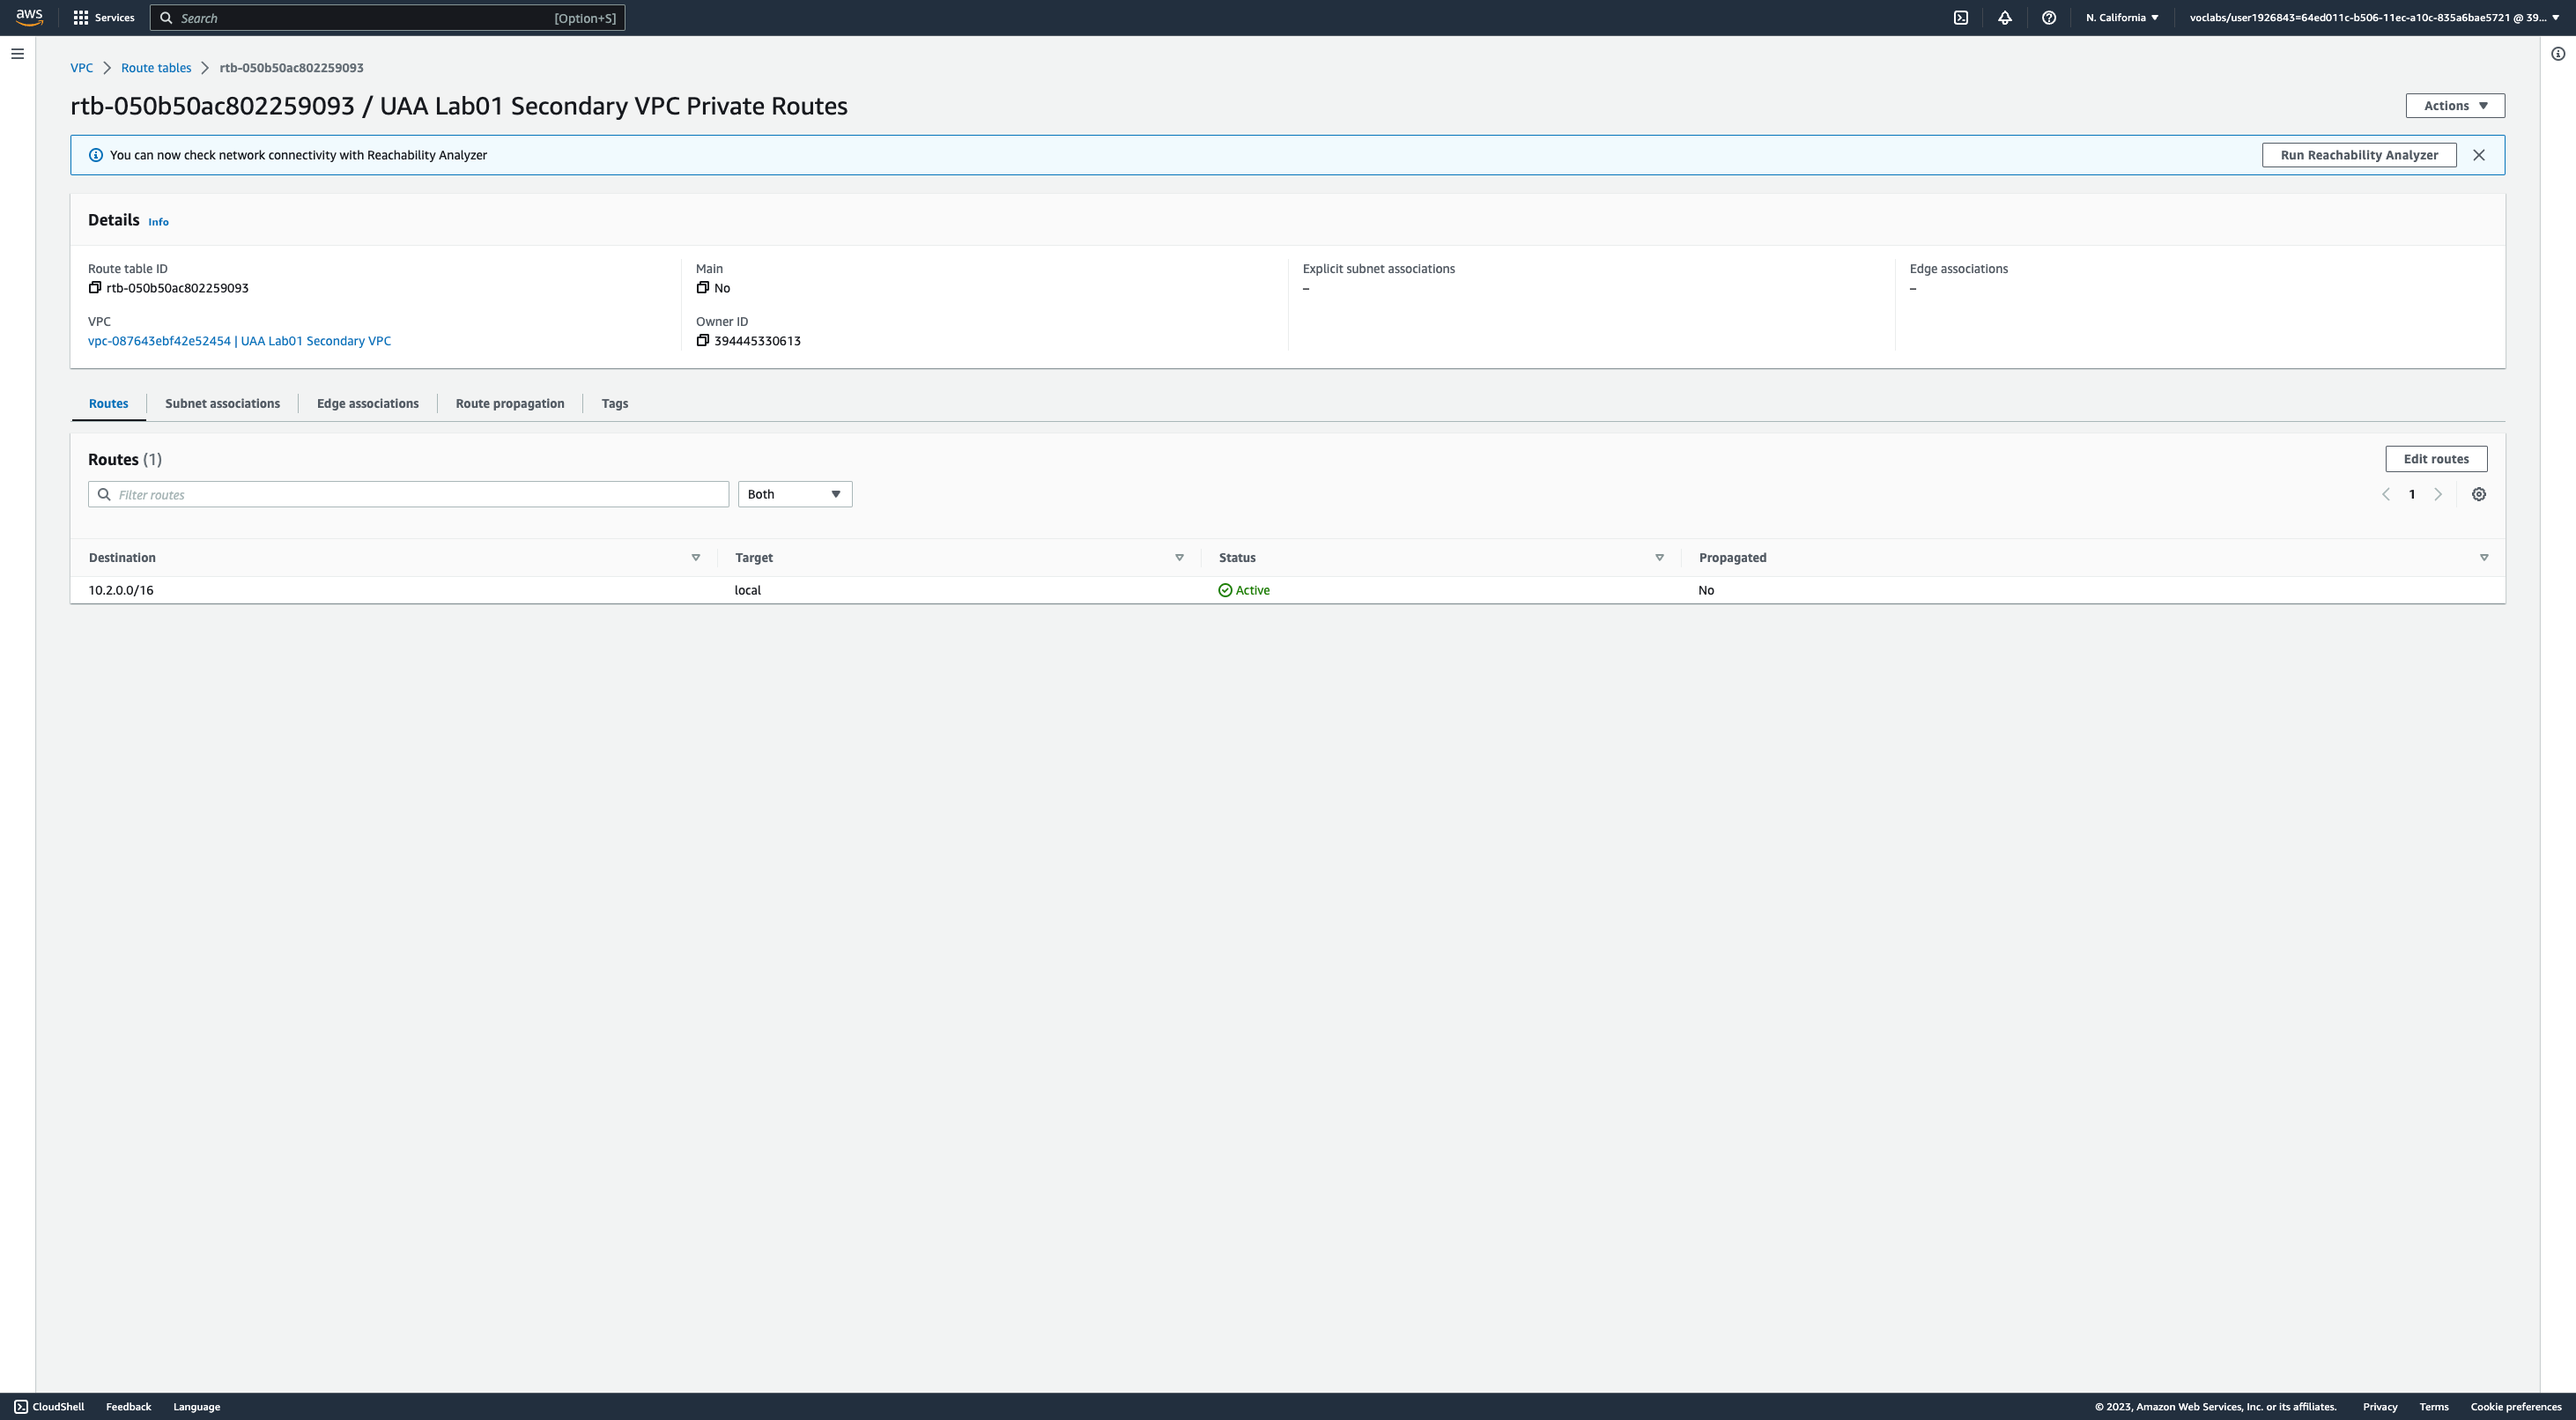 aws Services Search [Option+S] N. California voclabs/user1926843=64ed011c-b506-11ec-a10c-835a6bae5721 @ 39...
VPC Route tables rtb-050b50ac802259093
rtb-050b50ac802259093 / UAA Lab01 Secondary VPC Private Routes Actions
You can now check network connectivity with Reachability Analyzer Run Reachability Analyzer
Details Info
Route table ID Main Explicit subnet associations Edge associations
rtb-050b50ac802259093 No – –
VPC Owner ID
vpc-087643ebf42e52454 | UAA Lab01 Secondary VPC 394445330613
Routes Subnet associations Edge associations Route propagation Tags
Routes (1) Edit routes
Filter routes Both 1
Destination Target Status Propagated
10.2.0.0/16 local Active No
CloudShell Feedback Language © 2023, Amazon Web Services, Inc. or its affiliates. Privacy Terms Cookie preferences